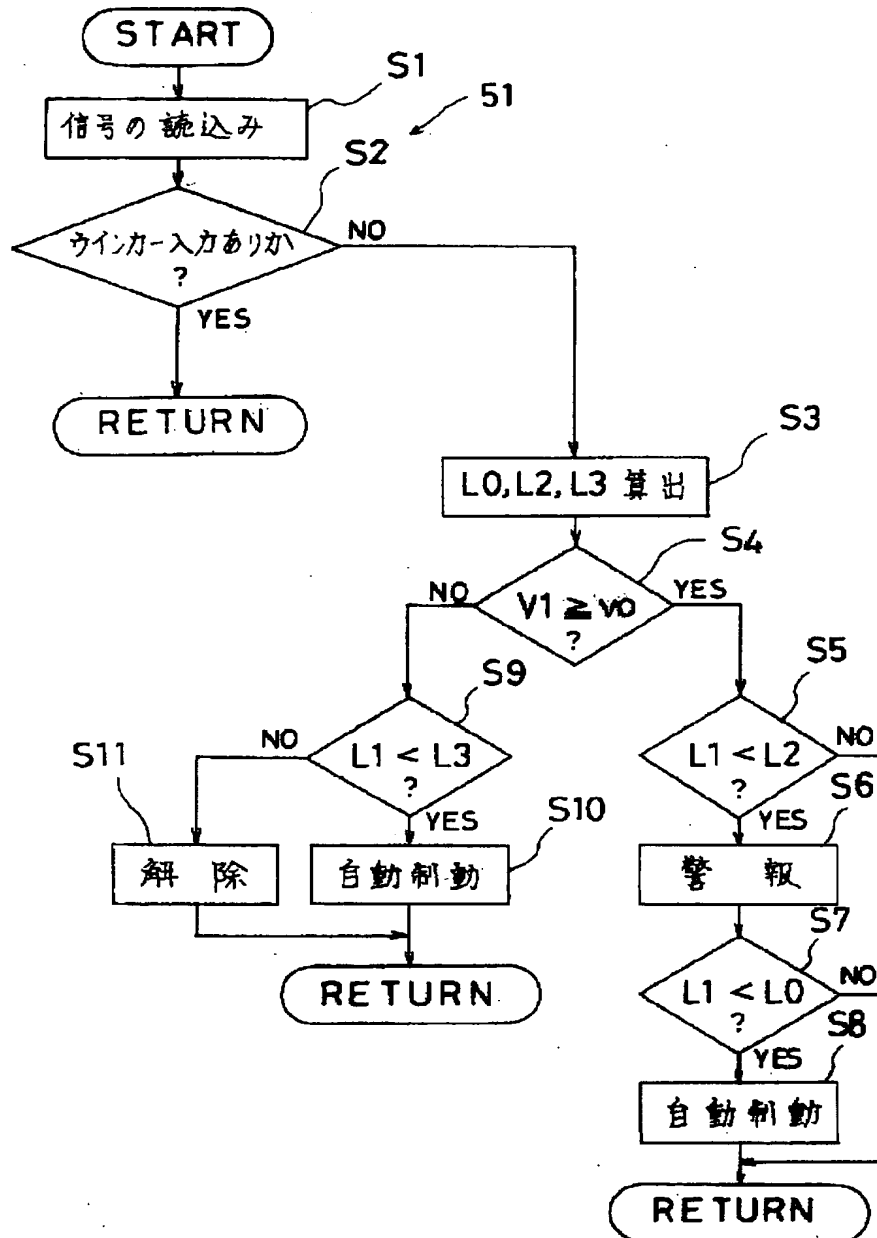 START
S1
信号の読込み
51
S2
ウインカー入力ありか
?
NO
YES
RETURN
S3
L0, L2, L3 算出
S4
NO
V1 ≧ v0
?
YES
S9
S5
NO
L1 < L3
?
YES
L1 < L2
?
NO
YES
S11
S10
S6
解除
自動制動
警報
S7
RETURN
L1 < L0
?
NO
YES
S8
自動制動
RETURN